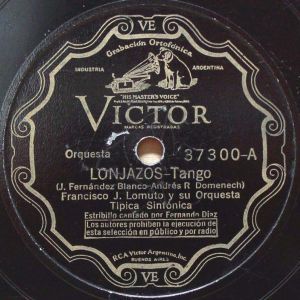 VE
Grabación Ortofónica
INDUSTRIA
ARGENTINA
"HIS MASTER'S VOICE"
VICTOR
MARCAS REGISTRADAS
Orquesta
37300-A
LONJAZOS-Tango
(J. Fernández Blanco-Andrés R. Domenech)
Francisco J. Lomuto y su Orquesta
Típica Sinfónica
Estribillo cantado por Fernando Díaz
Los autores prohiben la ejecución de
esta selección en público y por radio
RCA Victor Argentina, Inc.
BUENOS AIRES
VE